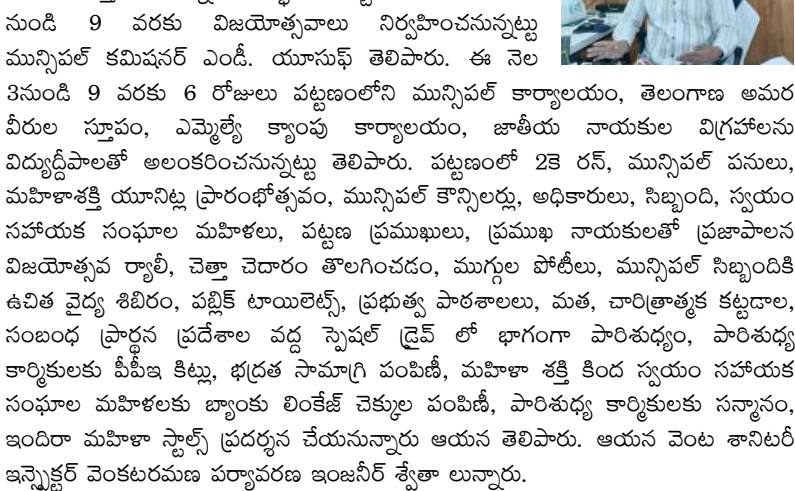 నుండి 9 వరకు విజయోత్సవాలు నిర్వహించనున్నట్టు
మున్సిపల్ కమిషనర్ ఎండీ. యూసుఫ్ తెలిపారు. ఈ నెల
3నుండి 9 వరకు 6 రోజులు పట్టణంలోని మున్సిపల్ కార్యాలయం, తెలంగాణ అమర
వీరుల స్తూపం, ఎమ్మెల్యే క్యాంపు కార్యాలయం, జాతీయ నాయకుల విగ్రహాలను
విద్యుద్దీపాలతో అలంకరించనున్నట్టు తెలిపారు. పట్టణంలో 2కె రన్, మున్సిపల్ పనులు,
మహిళాశక్తి యూనిట్ల ప్రారంభోత్సవం, మున్సిపల్ కౌన్సిలర్లు, అధికారులు, సిబ్బంది, స్వయం
సహాయక సంఘాల మహిళలు, పట్టణ ప్రముఖులు, ప్రముఖ నాయకులతో ప్రజాపాలన
విజయోత్సవ ర్యాలీ, చెత్తా చెదారం తొలగించడం, ముగ్గుల పోటీలు, మున్సిపల్ సిబ్బందికి
ఉచిత వైద్య శిబిరం, పబ్లిక్ టాయిలెట్స్, ప్రభుత్వ పాఠశాలలు, మత, చారిత్రాత్మక కట్టడాల,
సంబంధ ప్రార్థన ప్రదేశాల వద్ద స్పెషల్ డ్రైవ్ లో భాగంగా పారిశుధ్యం, పారిశుధ్య
కార్మికులకు పీపీఇ కిట్లు, భద్రత సామాగ్రి పంపిణీ, మహిళా శక్తి కింద స్వయం సహాయక
సంఘాల మహిళలకు బ్యాంకు లింకేజ్ చెక్కుల పంపిణీ, పారిశుధ్య కార్మికులకు సన్మానం,
ఇందిరా మహిళా స్టాల్స్ ప్రదర్శన చేయనున్నారు ఆయన తెలిపారు. ఆయన వెంట శానిటరీ
ఇన్స్పెక్టర్ వెంకటరమణ పర్యావరణ ఇంజనీర్ శ్వేతా లున్నారు.